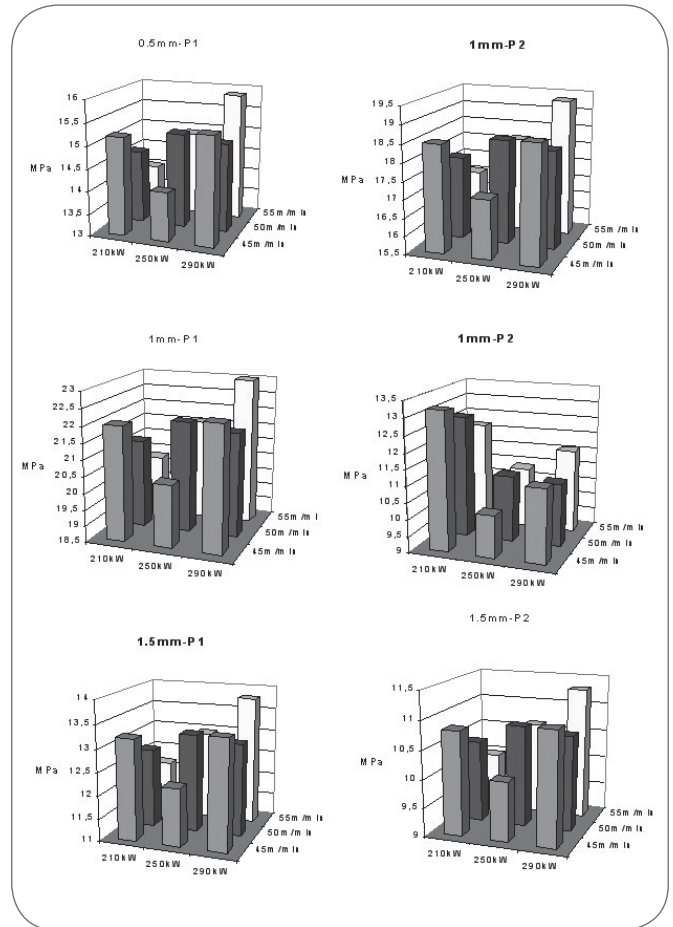 0.5mm-P1
16
15,5
15
14,5
14
13,5
13
MPa
210kW
250kW
290kW
55m/min
50m/min
45m/min
1mm-P2
19,5
19
18,5
18
17,5
17
16,5
16
15,5
MPa
210kW
250kW
290kW
55m/min
50m/min
45m/min
1mm-P1
23
22,5
22
21,5
21
20,5
20
19,5
19
18,5
MPa
210kW
250kW
290kW
55m/mi
50m/min
45m/min
1mm-P2
13,5
13
12,5
12
11,5
11
10,5
10
9,5
9
MPa
210kW
250kW
290kW
55m/min
50m/min
45m/min
1.5mm-P1
14
13,5
13
12,5
12
11,5
11
MPa
210kW
250kW
290kW
55m/min
50m/min
45m/min
1.5mm-P2
11,5
11
10,5
10
9,5
9
MPa
210kW
250kW
290kW
55m/min
50m/min
45m/min